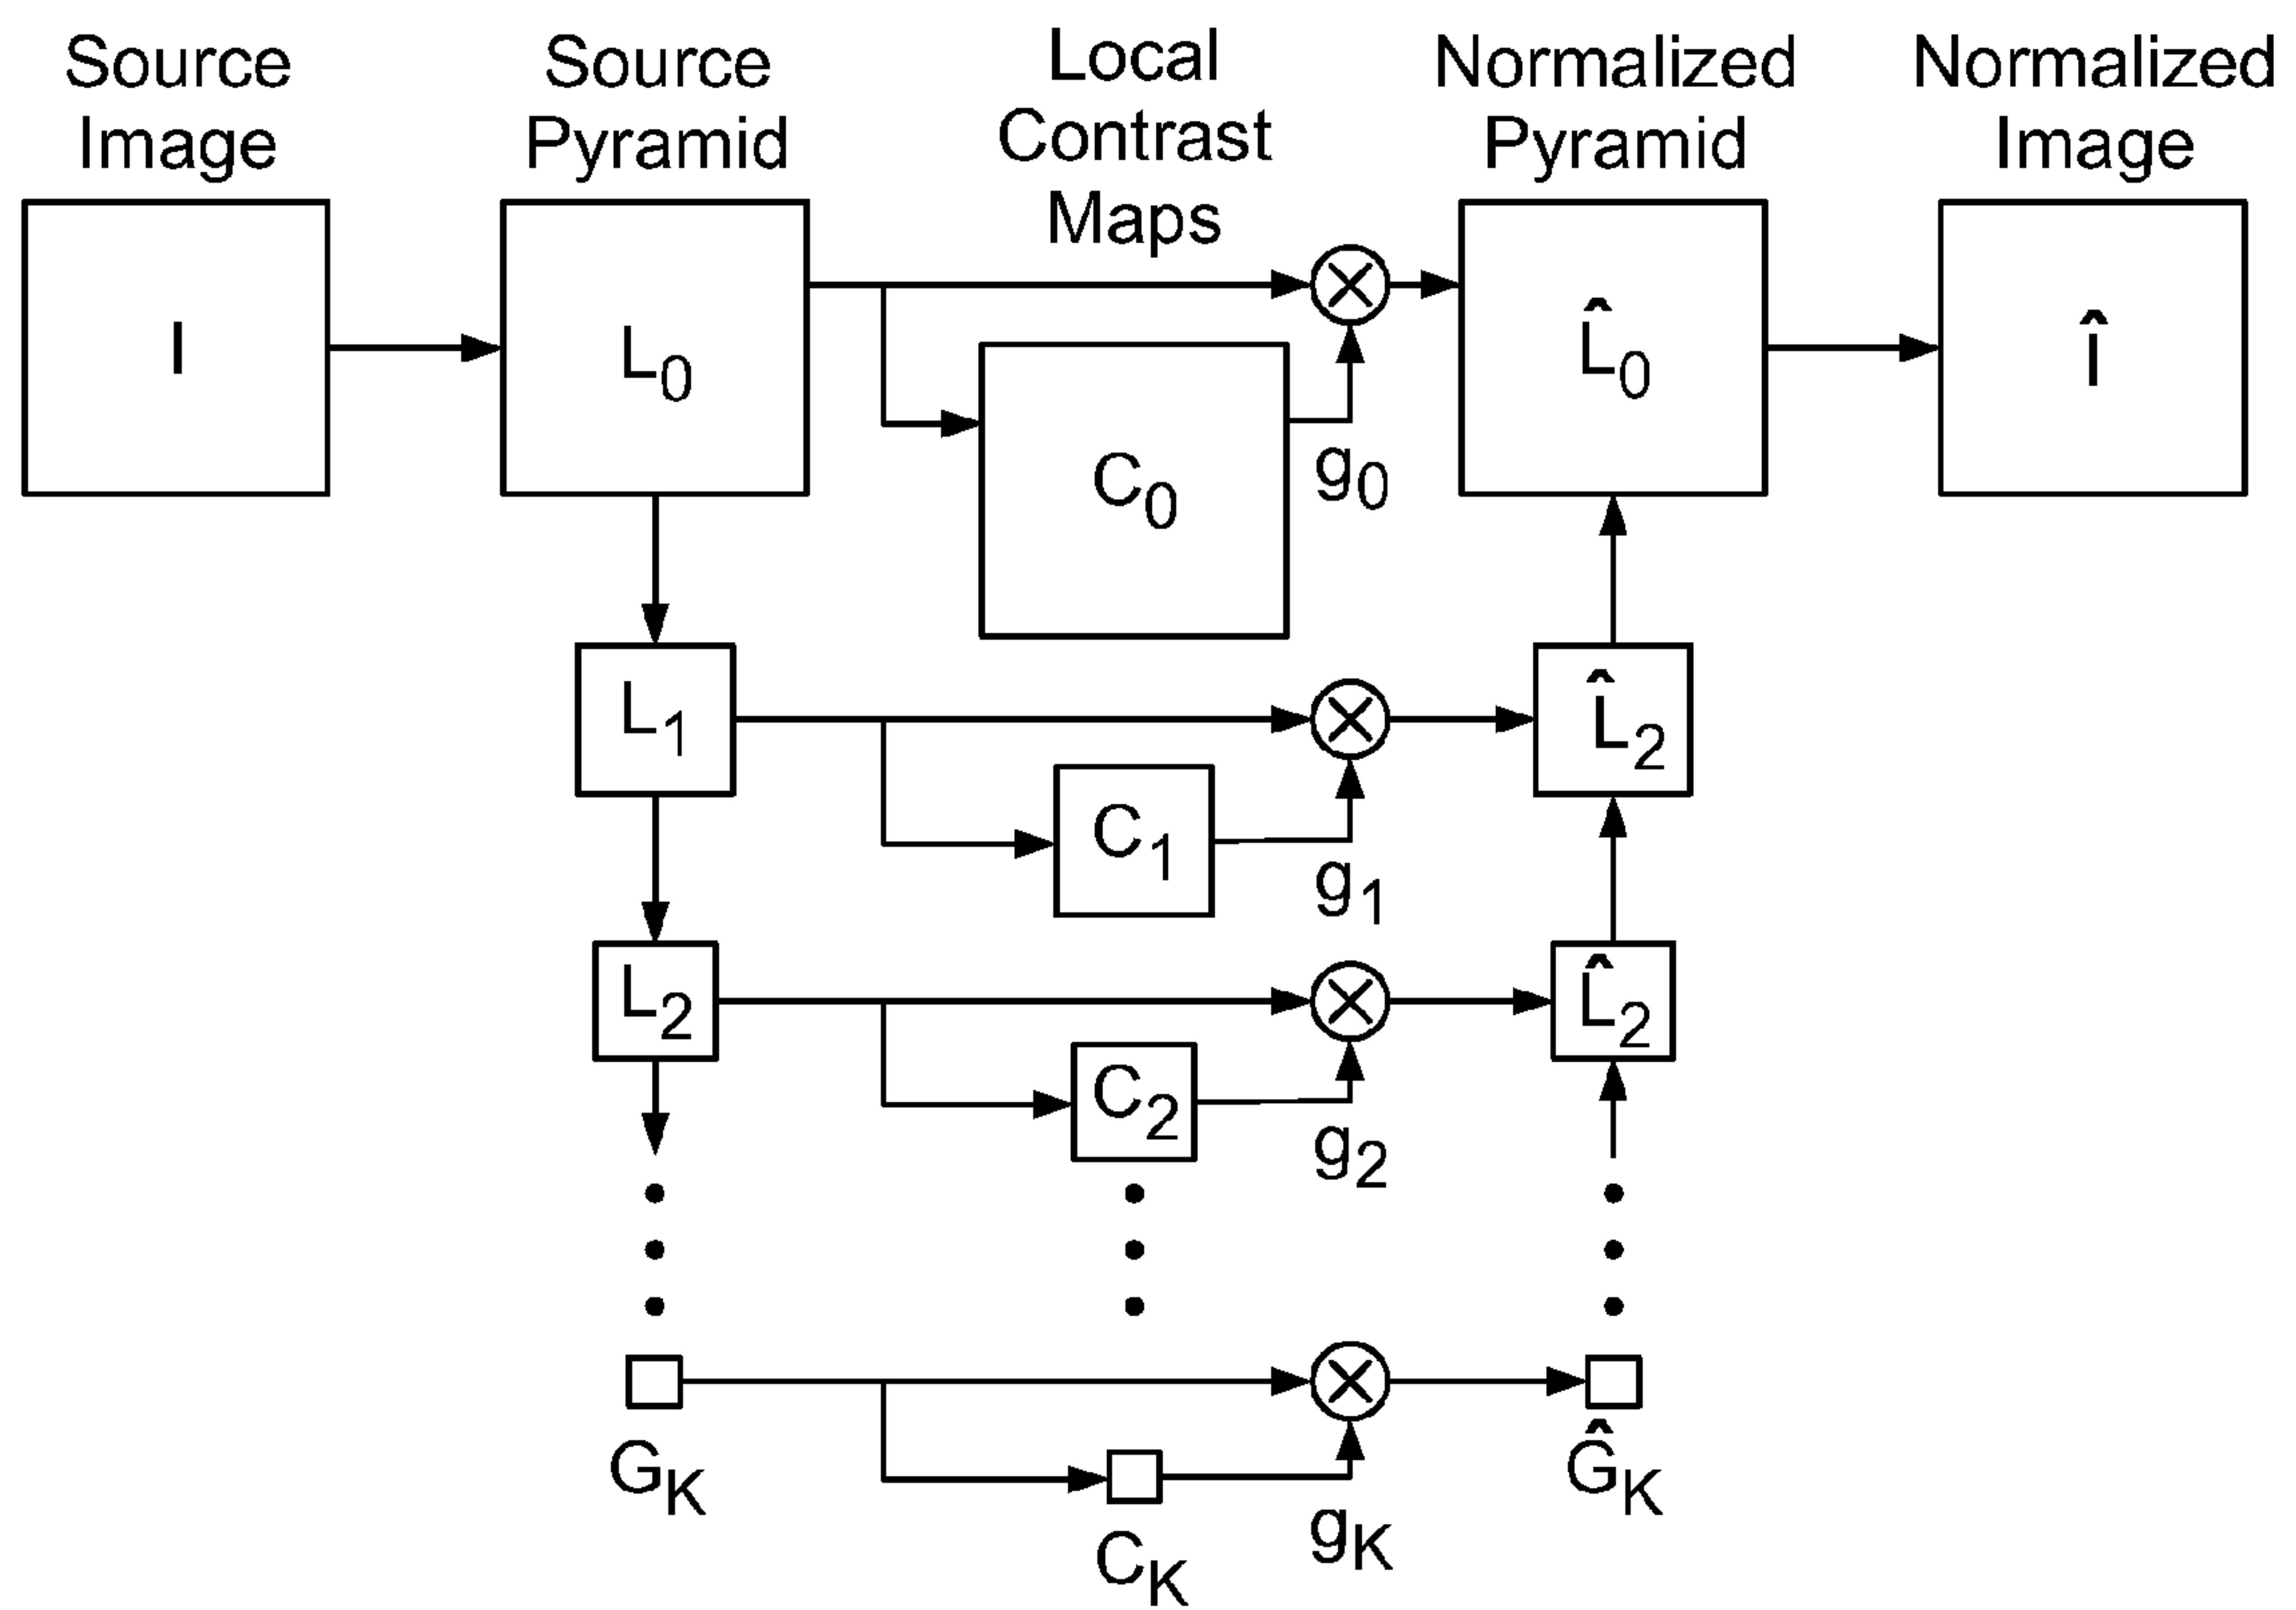 Source Image
Source Pyramid
Local Contrast Maps
Normalized Pyramid
Normalized Image
I
L0
C0
g0
L̂0
Î
L1
C1
g1
L̂2
L2
C2
g2
L̂2
GK
CK
gK
ĜK